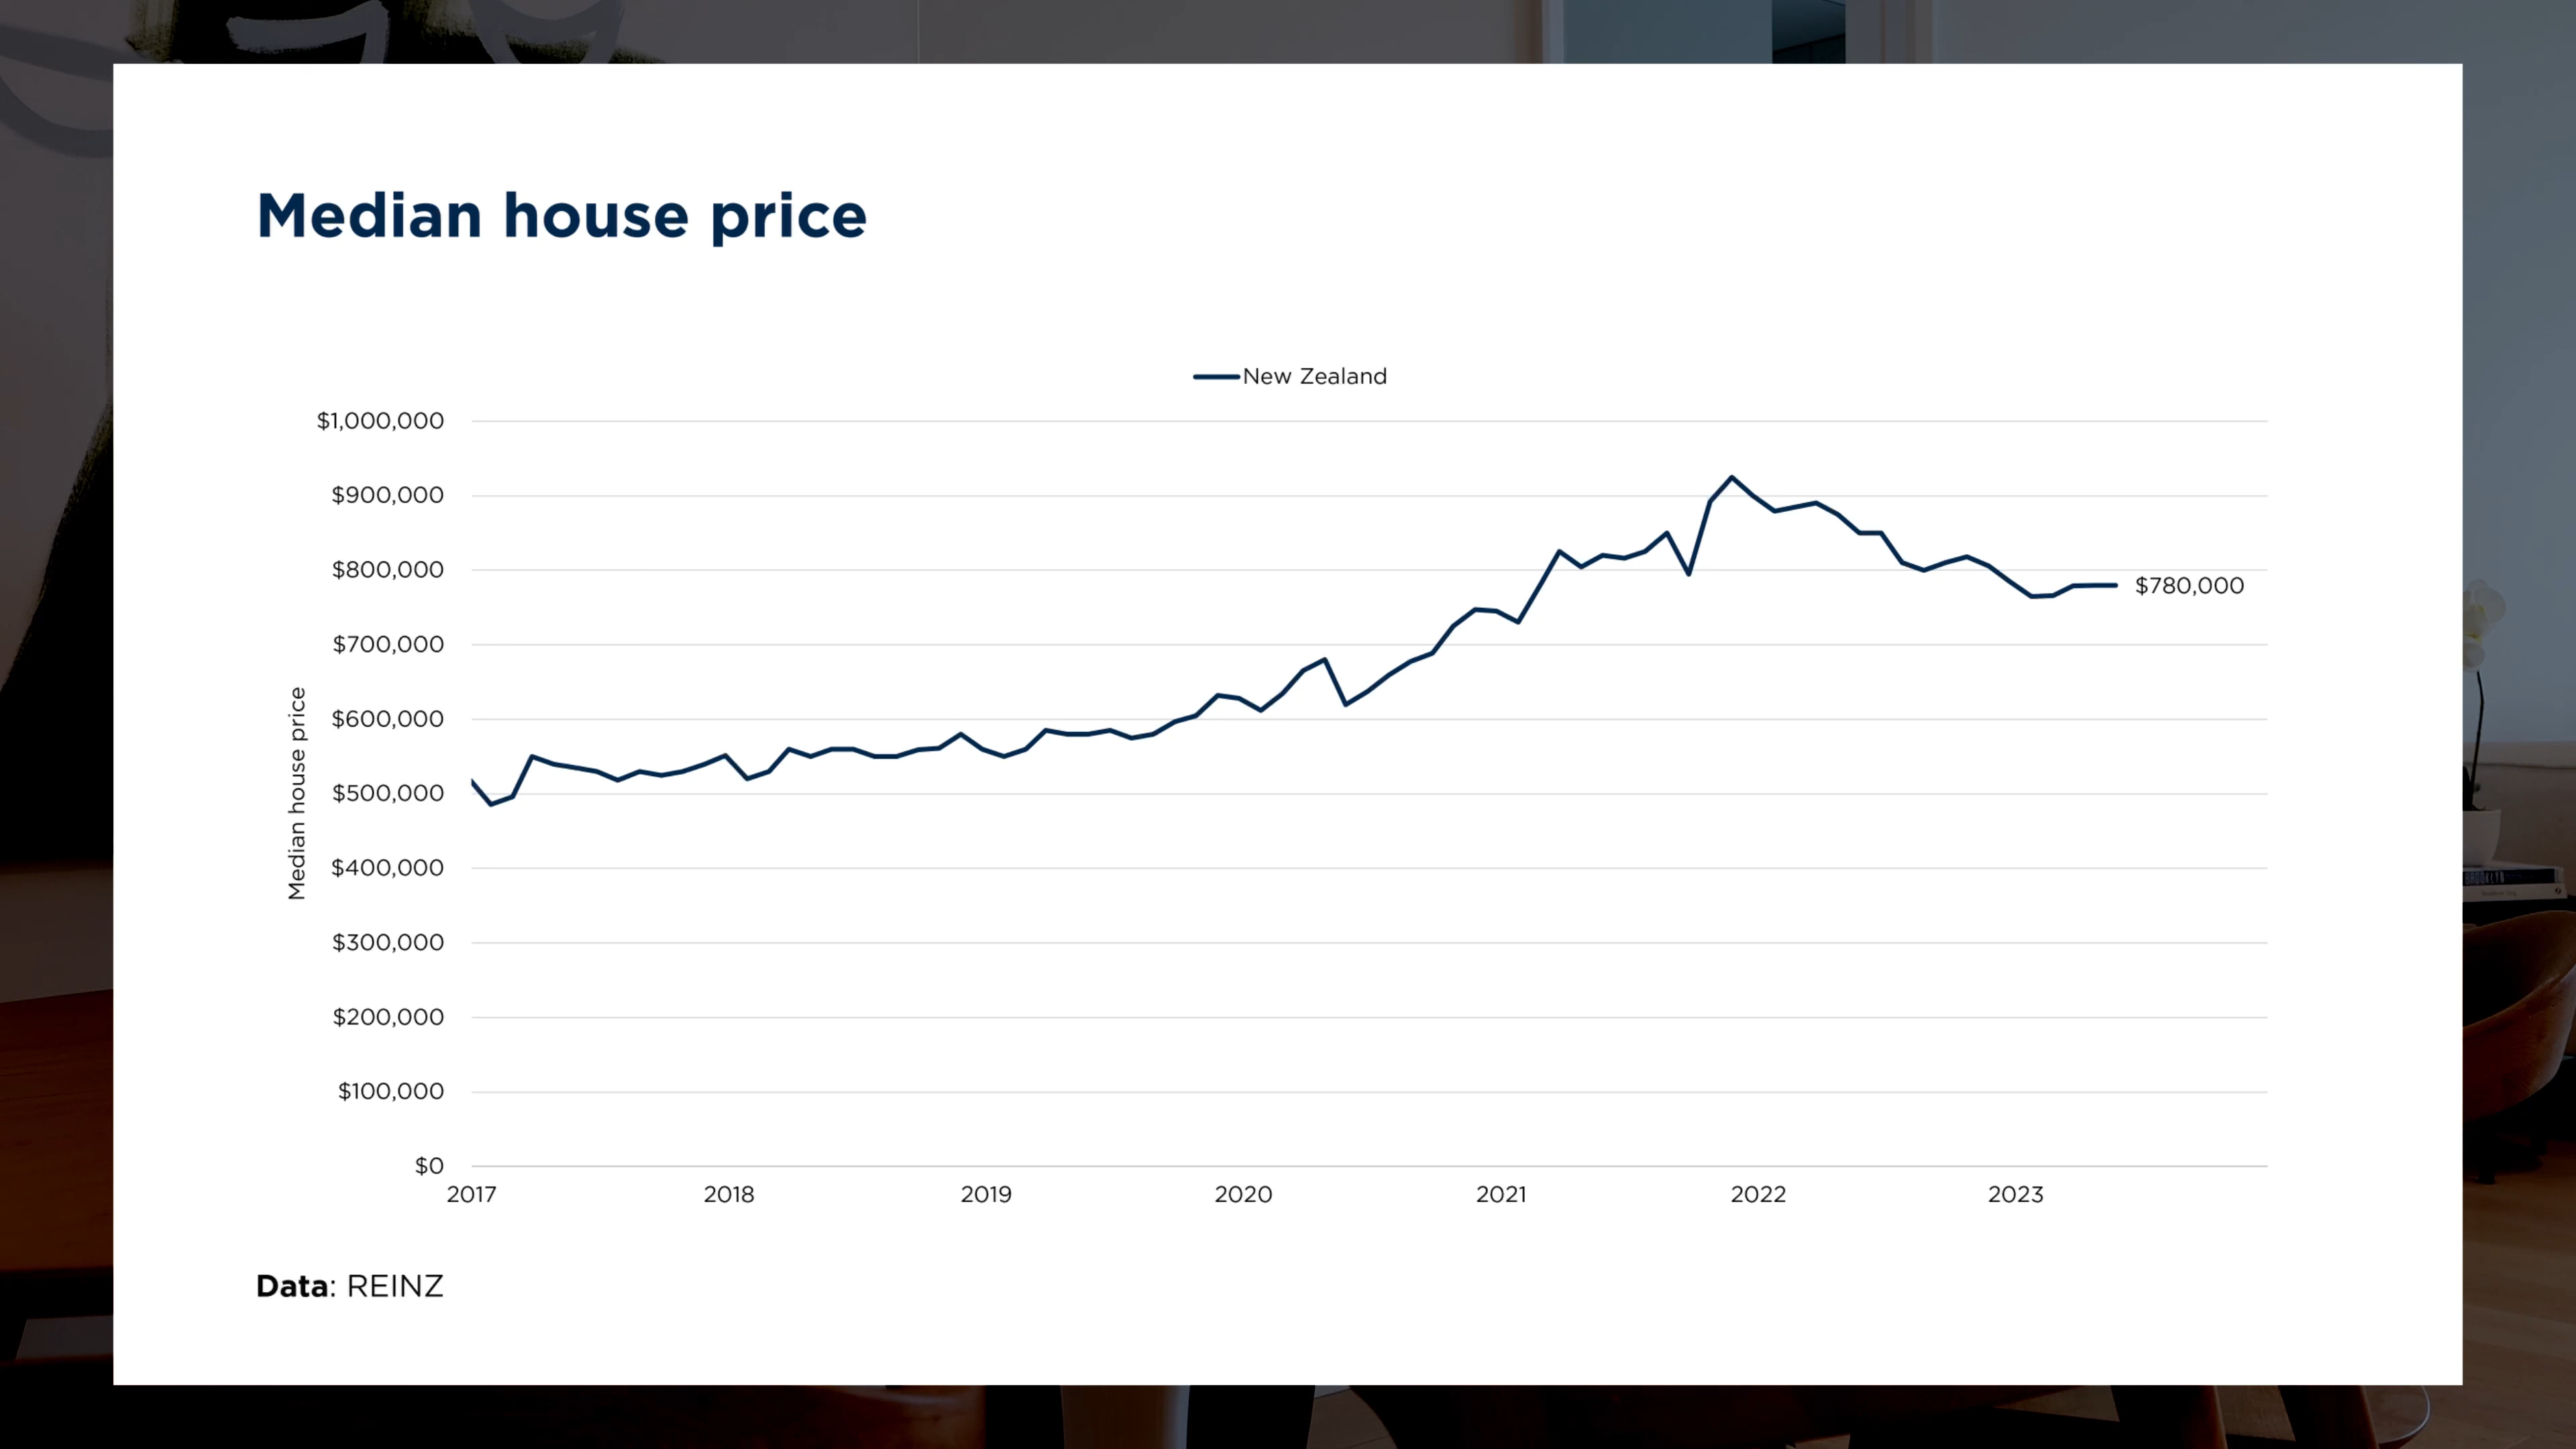 Median house price
New Zealand
$1,000,000
$900,000
$800,000
$780,000
$700,000
$600,000
Median house price
$500,000
$400,000
$300,000
$200,000
$100,000
$0
2017 2018 2019 2020 2021 2022 2023
Data: REINZ
BROOKLYN